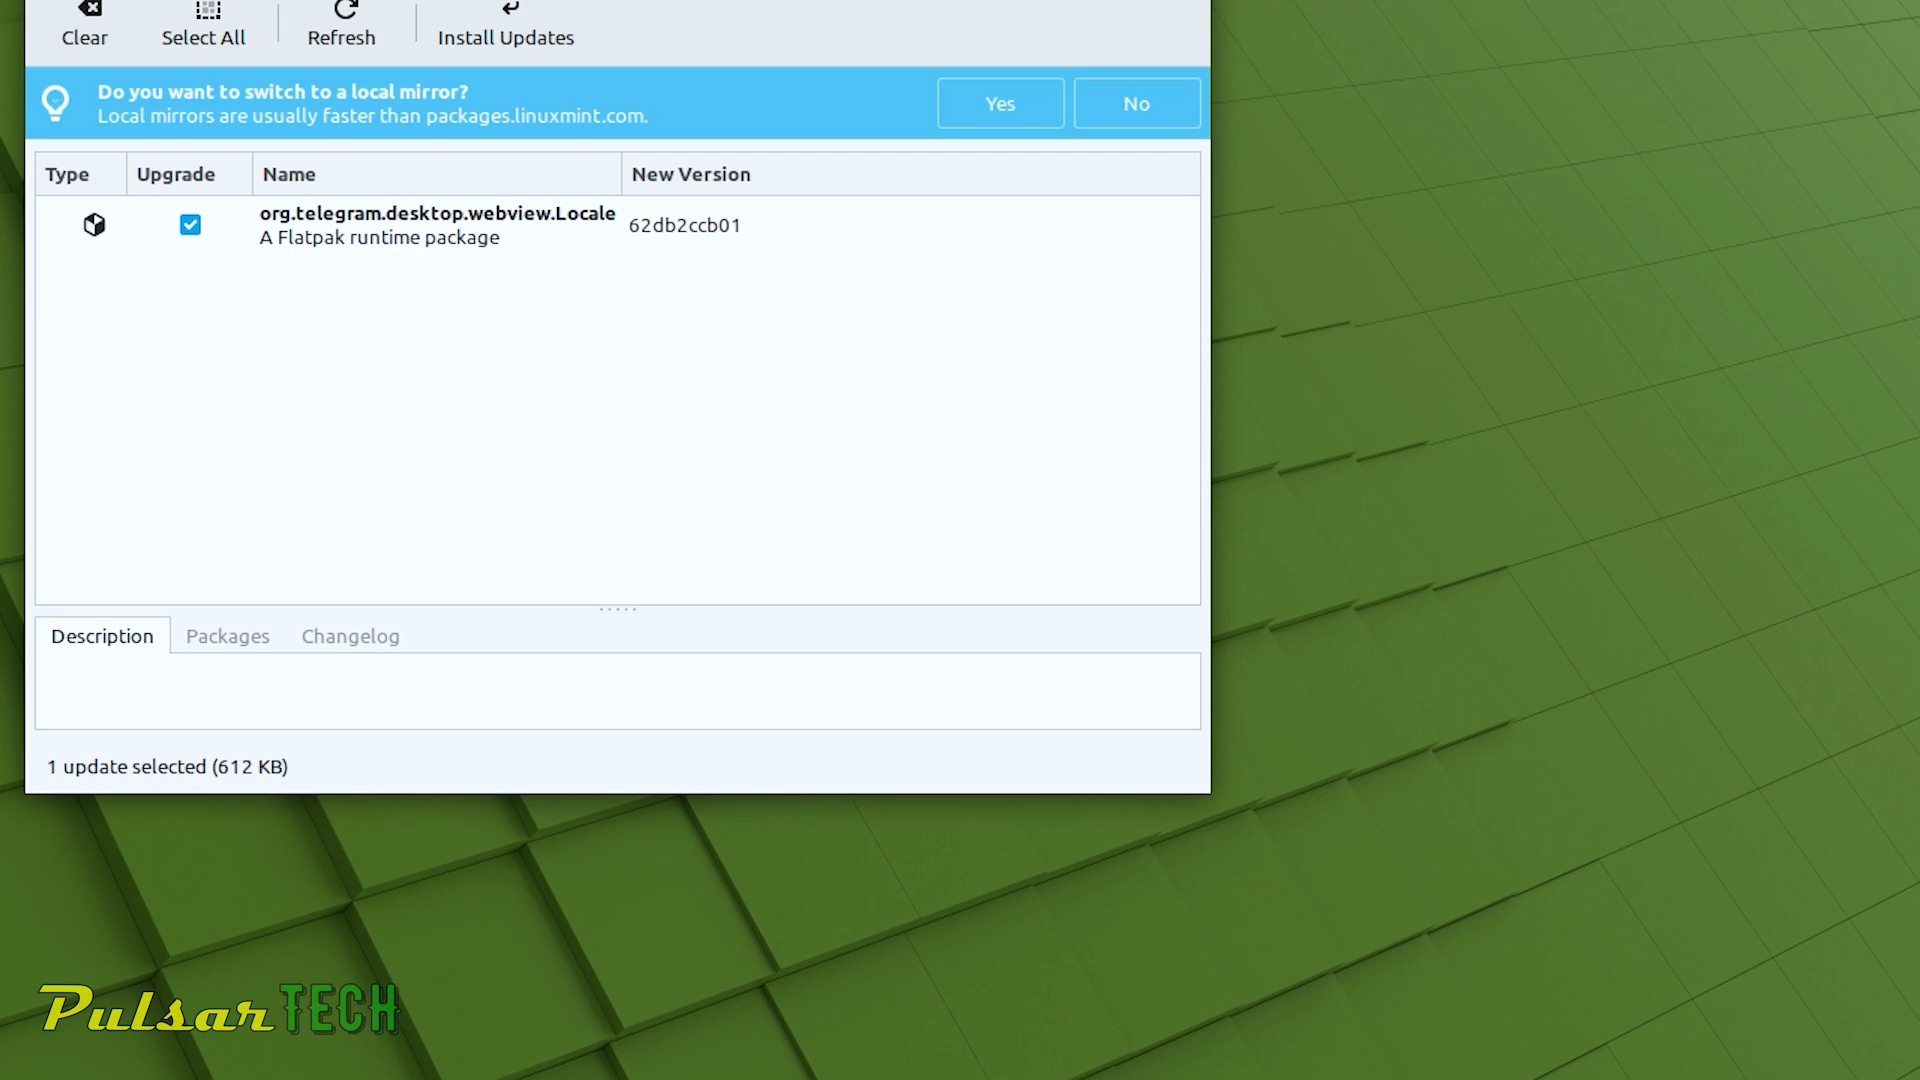 Clear
Select All
Refresh
Install Updates
Do you want to switch to a local mirror?
Local mirrors are usually faster than packages.linuxmint.com.
Yes
No
Type
Upgrade
Name
New Version
org.telegram.desktop.webview.Locale
A Flatpak runtime package
62db2ccb01
Description
Packages
Changelog
1 update selected (612 KB)
Pulsar TECH